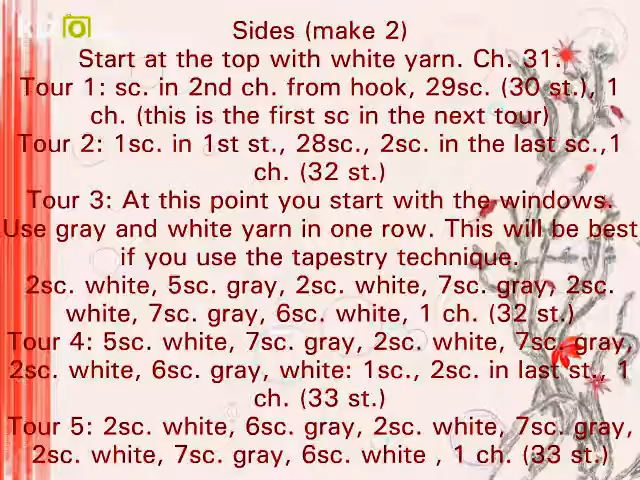 Sides (make 2)
Start at the top with white yarn. Ch. 31.
Tour 1: sc. in 2nd ch. from hook, 29sc. (30 st.), 1
ch. (this is the first sc in the next tour)
Tour 2: 1sc. in 1st st., 28sc., 2sc. in the last sc.,1
ch. (32 st.)
Tour 3: At this point you start with the windows.
Use gray and white yarn in one row. This will be best
if you use the tapestry technique.
2sc. white, 5sc. gray, 2sc. white, 7sc. gray, 2sc.
white, 7sc. gray, 6sc. white, 1 ch. (32 st.)
Tour 4: 5sc. white, 7sc. gray, 2sc. white, 7sc. gray,
2sc. white, 6sc. gray, white: 1sc., 2sc. in last st., 1
ch. (33 st.)
Tour 5: 2sc. white, 6sc. gray, 2sc. white, 7sc. gray,
2sc. white, 7sc. gray, 6sc. white , 1 ch. (33 st.)